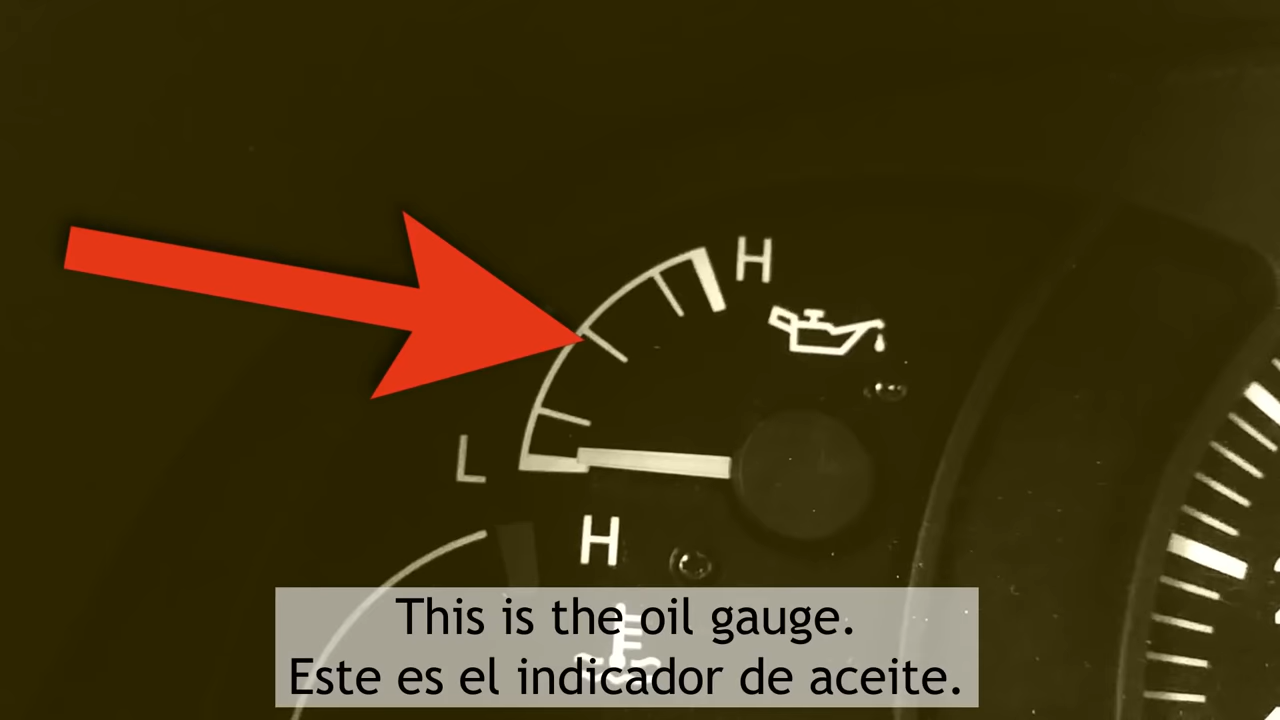 H
L
H
This is the oil gauge.
Este es el indicador de aceite.